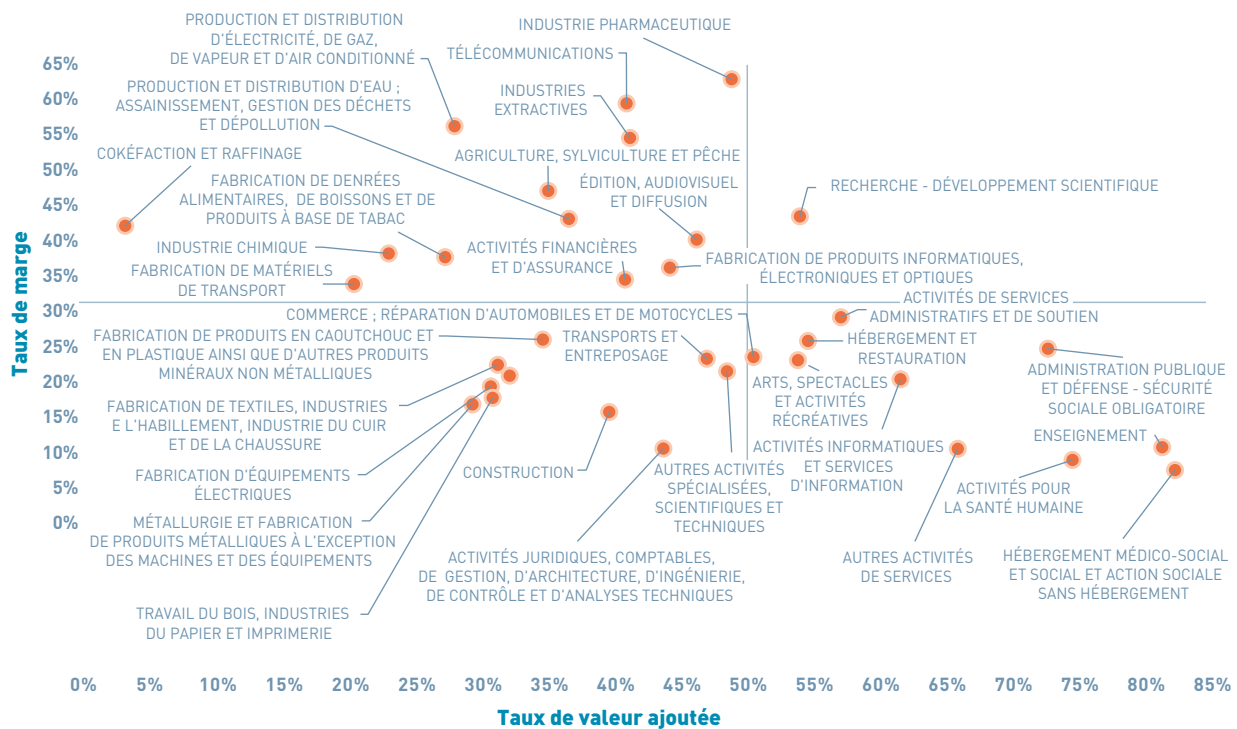 PRODUCTION ET DISTRIBUTION
D'ÉLECTRICITÉ, DE GAZ,
DE VAPEUR ET D'AIR CONDITIONNÉ
INDUSTRIE PHARMACEUTIQUE
TÉLÉCOMMUNICATIONS
PRODUCTION ET DISTRIBUTION D'EAU ;
ASSAINISSEMENT, GESTION DES DÉCHETS
ET DÉPOLLUTION
INDUSTRIES
EXTRACTIVES
COKÉFACTION ET RAFFINAGE
AGRICULTURE, SYLVICULTURE ET PÊCHE
FABRICATION DE DENRÉES
ALIMENTAIRES, DE BOISSONS ET DE
PRODUITS À BASE DE TABAC
ÉDITION, AUDIOVISUEL
ET DIFFUSION
RECHERCHE - DÉVELOPPEMENT SCIENTIFIQUE
INDUSTRIE CHIMIQUE
ACTIVITÉS FINANCIÈRES
ET D'ASSURANCE
FABRICATION DE PRODUITS INFORMATIQUES,
ÉLECTRONIQUES ET OPTIQUES
FABRICATION DE MATÉRIELS
DE TRANSPORT
ACTIVITÉS DE SERVICES
ADMINISTRATIFS ET DE SOUTIEN
COMMERCE ; RÉPARATION D'AUTOMOBILES ET DE MOTOCYCLES
FABRICATION DE PRODUITS EN CAOUTCHOUC ET
EN PLASTIQUE AINSI QUE D'AUTRES PRODUITS
MINÉRAUX NON MÉTALLIQUES
TRANSPORTS ET
ENTREPOSAGE
HÉBERGEMENT ET
RESTAURATION
ADMINISTRATION PUBLIQUE
ET DÉFENSE - SÉCURITÉ
SOCIALE OBLIGATOIRE
ARTS, SPECTACLES
ET ACTIVITÉS
RÉCRÉATIVES
FABRICATION DE TEXTILES, INDUSTRIES
E L'HABILLEMENT, INDUSTRIE DU CUIR
ET DE LA CHAUSSURE
ENSEIGNEMENT
ACTIVITÉS INFORMATIQUES
ET SERVICES
D'INFORMATION
FABRICATION D'ÉQUIPEMENTS
ÉLECTRIQUES
CONSTRUCTION
AUTRES ACTIVITÉS
SPÉCIALISÉES,
SCIENTIFIQUES ET
TECHNIQUES
ACTIVITÉS POUR
LA SANTÉ HUMAINE
MÉTALLURGIE ET FABRICATION
DE PRODUITS MÉTALLIQUES À L'EXCEPTION
DES MACHINES ET DES ÉQUIPEMENTS
ACTIVITÉS JURIDIQUES, COMPTABLES,
DE GESTION, D'ARCHITECTURE, D'INGÉNIERIE,
DE CONTRÔLE ET D'ANALYSES TECHNIQUES
AUTRES ACTIVITÉS
DE SERVICES
HÉBERGEMENT MÉDICO-SOCIAL
ET SOCIAL ET ACTION SOCIALE
SANS HÉBERGEMENT
TRAVAIL DU BOIS, INDUSTRIES
DU PAPIER ET IMPRIMERIE
Taux de marge
65%
60%
55%
50%
45%
40%
35%
30%
25%
20%
15%
10%
5%
0%
0% 5% 10% 15% 20% 25% 30% 35% 40% 45% 50% 55% 60% 65% 70% 75% 80% 85%
Taux de valeur ajoutée